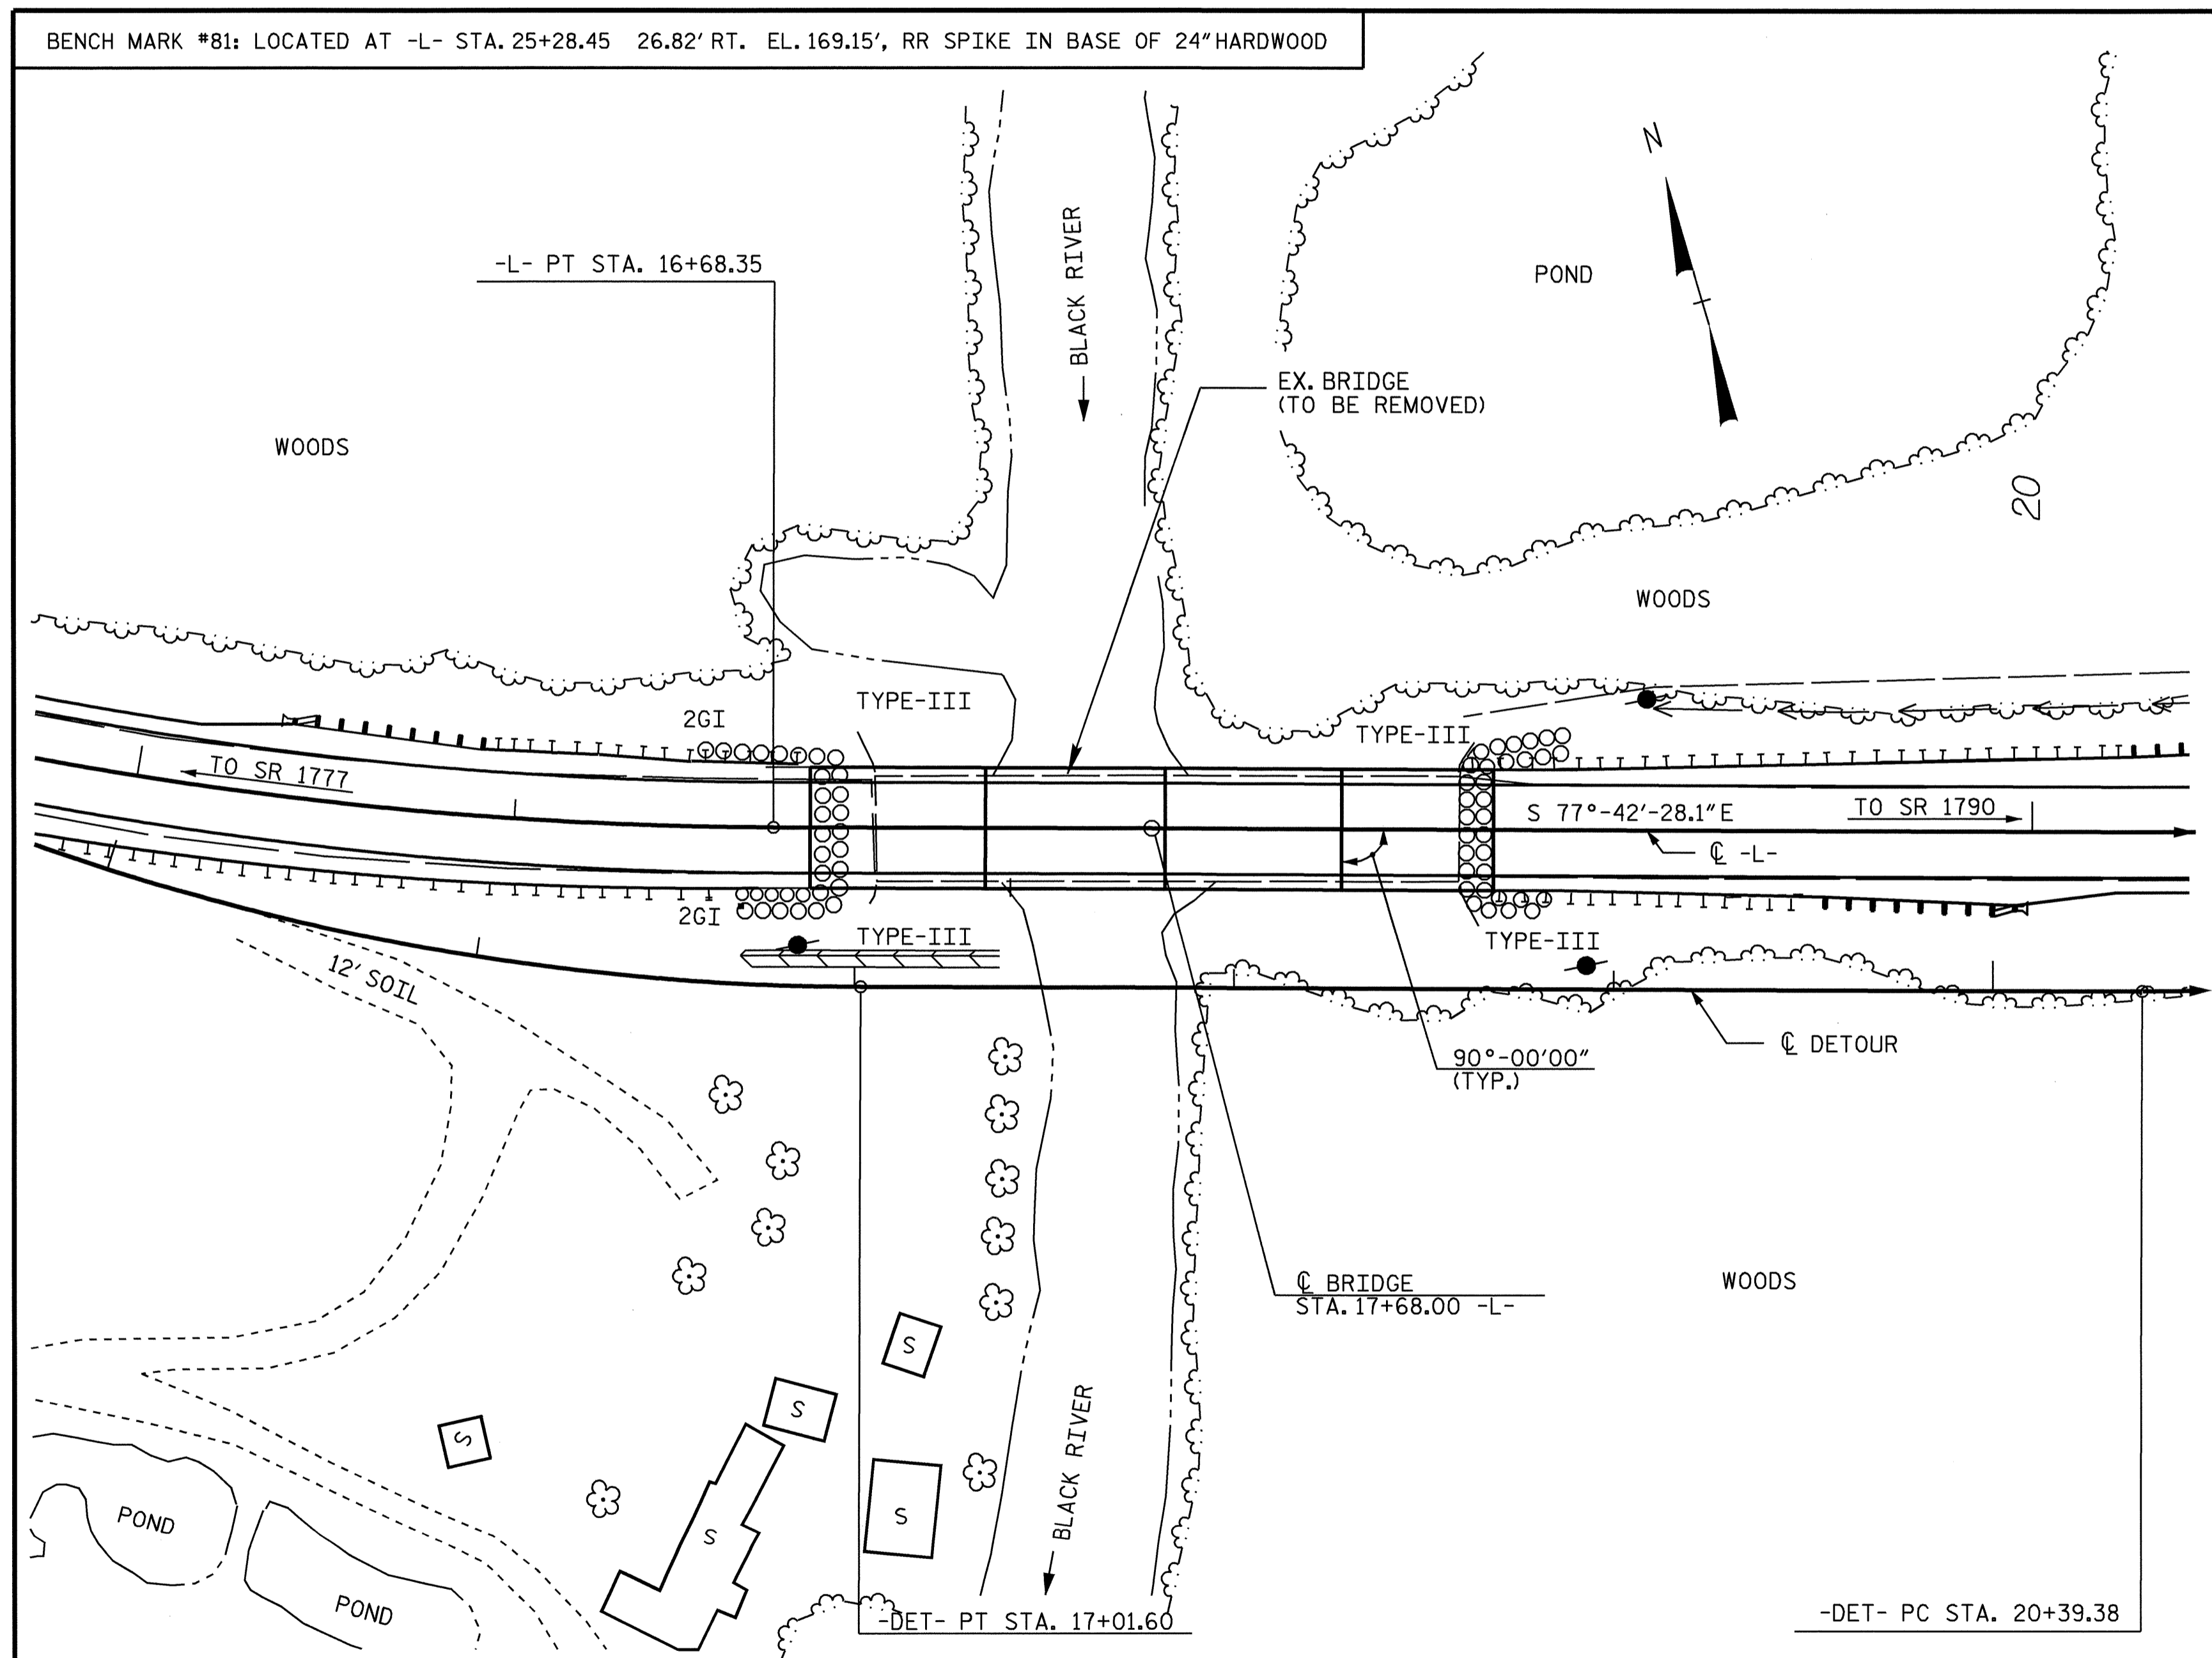 BENCH MARK #81: LOCATED AT -L- STA. 25+28.45 26.82' RT. EL. 169.15', RR SPIKE IN BASE OF 24" HARDWOOD
N
-L- PT STA. 16+68.35
BLACK RIVER
POND
EX. BRIDGE
(TO BE REMOVED)
WOODS
20
WOODS
TYPE-III
2GI
TYPE-III
TO SR 1777
S 77°-42'-28.1" E
TO SR 1790
℄ -L-
2GI
TYPE-III
TYPE-III
12' SOIL
℄ DETOUR
90°-00'00"
(TYP.)
℄ BRIDGE
STA. 17+68.00 -L-
WOODS
S
S
S
S
S
BLACK RIVER
POND
POND
-DET- PT STA. 17+01.60
-DET- PC STA. 20+39.38